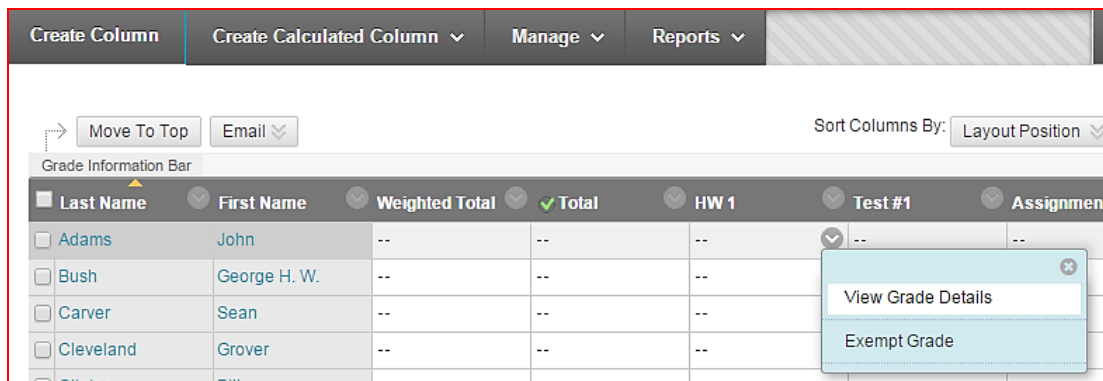 Create Column Create Calculated Column Manage Reports
Move To Top Email Sort Columns By: Layout Position
Grade Information Bar
Last Name First Name Weighted Total Total HW 1 Test #1 Assignmen
Adams John -- -- -- -- --
Bush George H. W. -- -- --
View Grade Details
Carver Sean -- -- --
Exempt Grade
Cleveland Grover -- -- --